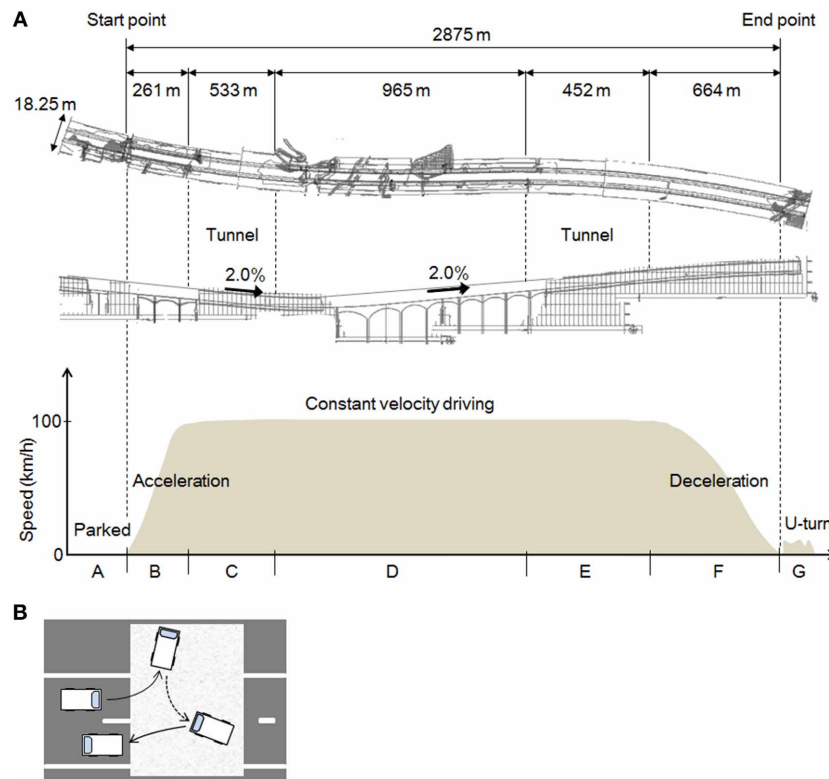 A
Start point
End point
2875 m
261 m 533 m 965 m 452 m 664 m
18.25 m
Tunnel Tunnel
2.0% 2.0%
Speed (km/h)
100
0
Constant velocity driving
Acceleration Deceleration
Parked U-turn
A B C D E F G
B